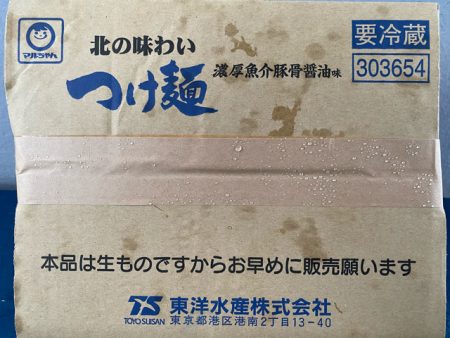 マルちゃん
北の味わい
つけ麺
濃厚魚介豚骨醤油味
要冷蔵
303654
本品は生ものですからお早めに販売願います
TS 東洋水産株式会社
TOYO SUISAN 東京都港区港南2丁目13-40